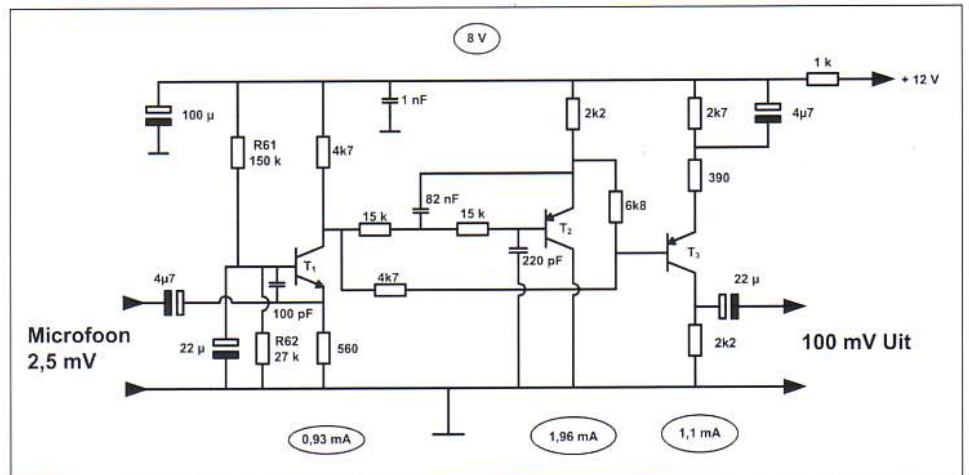 8 V
1 k
+ 12 V
100 µ
1 nF
2k2
2k7
4µ7
R61
150 k
4k7
390
82 nF
6k8
15 k
15 k
T2
T1
220 pF
T3
4µ7
4k7
100 pF
22 µ
Microfoon
2,5 mV
22 µ
R62
27 k
560
2k2
100 mV Uit
0,93 mA
1,96 mA
1,1 mA